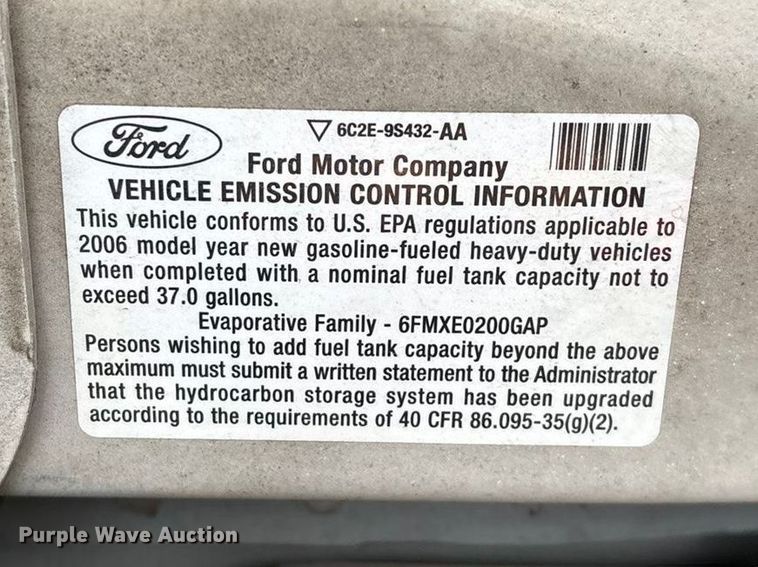 Ford
6C2E-9S432-AA
Ford Motor Company
VEHICLE EMISSION CONTROL INFORMATION
This vehicle conforms to U.S. EPA regulations applicable to
2006 model year new gasoline-fueled heavy-duty vehicles
when completed with a nominal fuel tank capacity not to
exceed 37.0 gallons.
Evaporative Family - 6FMXE0200GAP
Persons wishing to add fuel tank capacity beyond the above
maximum must submit a written statement to the Administrator
that the hydrocarbon storage system has been upgraded
according to the requirements of 40 CFR 86.095-35(g)(2).
Purple Wave Auction